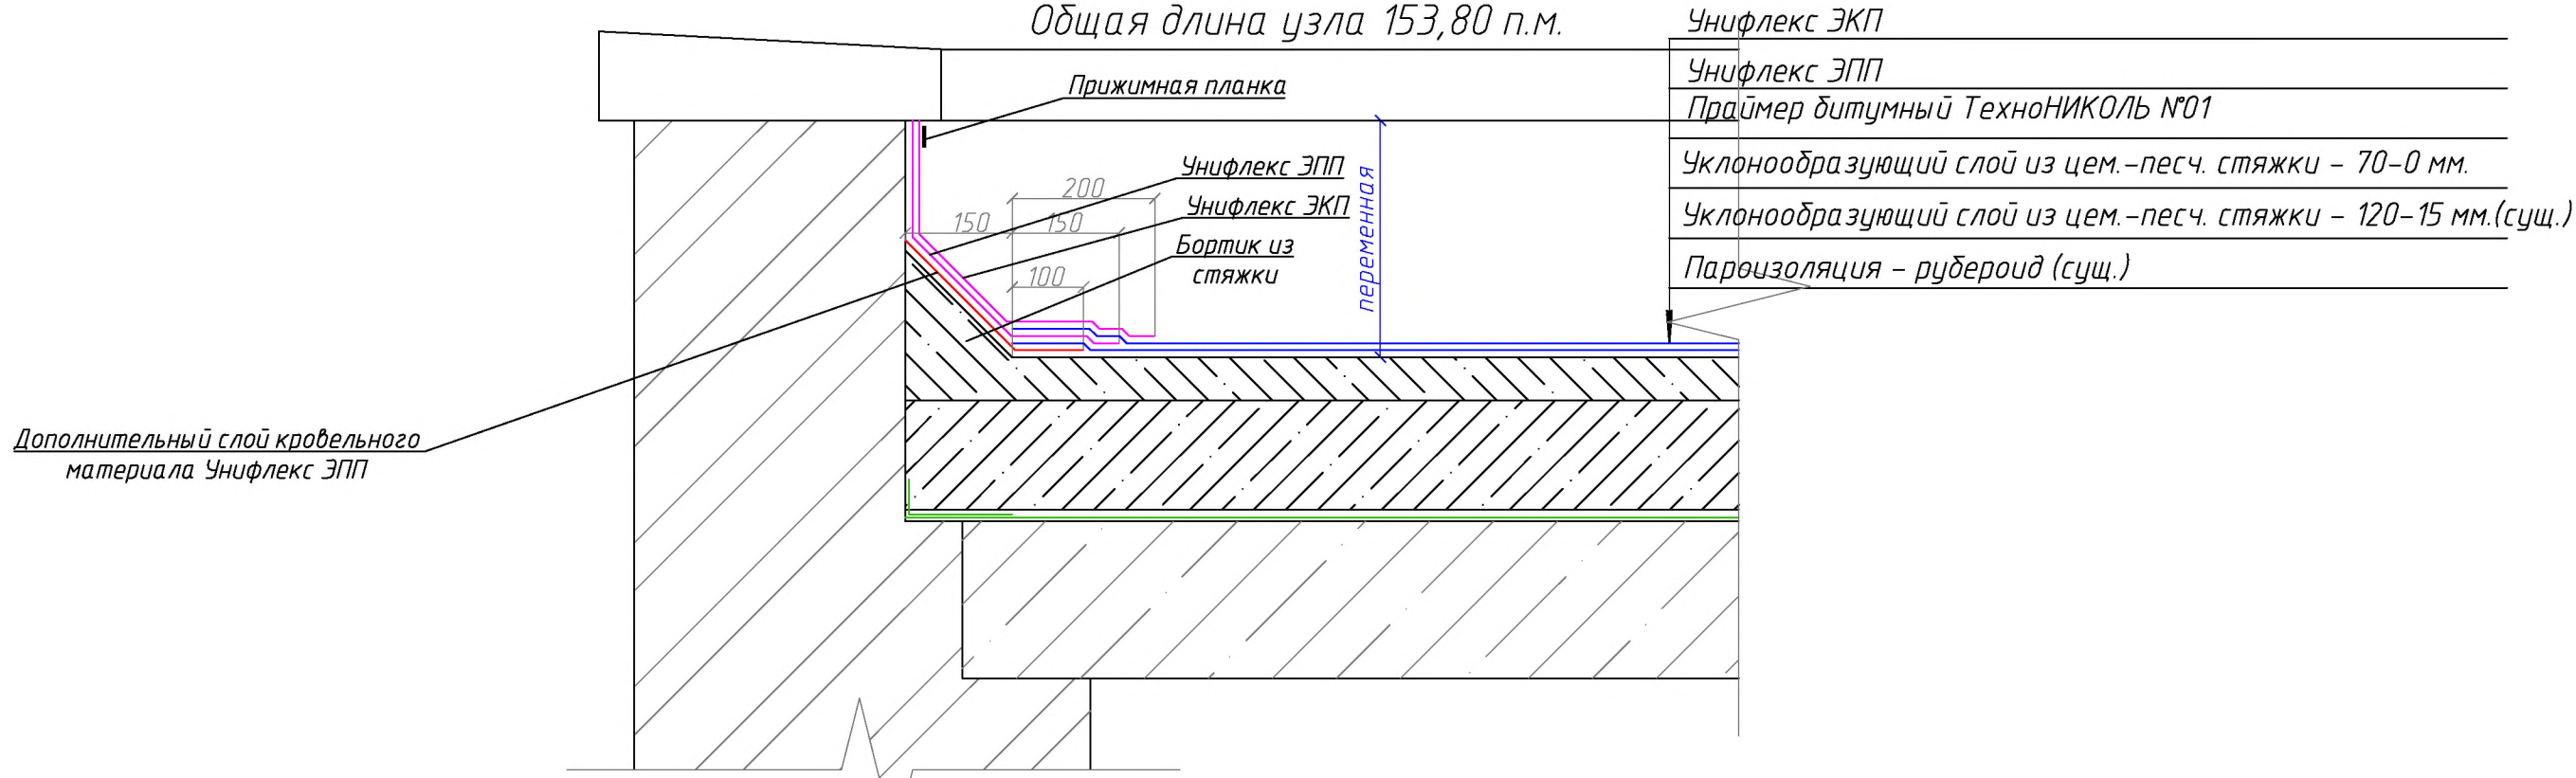 Общая длина узла 153,80 п.м.
Унифлекс ЭКП
Унифлекс ЭПП
Праймер битумный ТехноНИКОЛЬ №01
Уклонообразующий слой из цем.-песч. стяжки - 70-0 мм.
Уклонообразующий слой из цем.-песч. стяжки - 120-15 мм.(сущ.)
Пароизоляция - рубероид (сущ.)
Прижимная планка
Унифлекс ЭПП
200
Унифлекс ЭКП
150
150
Бортик из
стяжки
100
переменная
Дополнительный слой кровельного
материала Унифлекс ЭПП